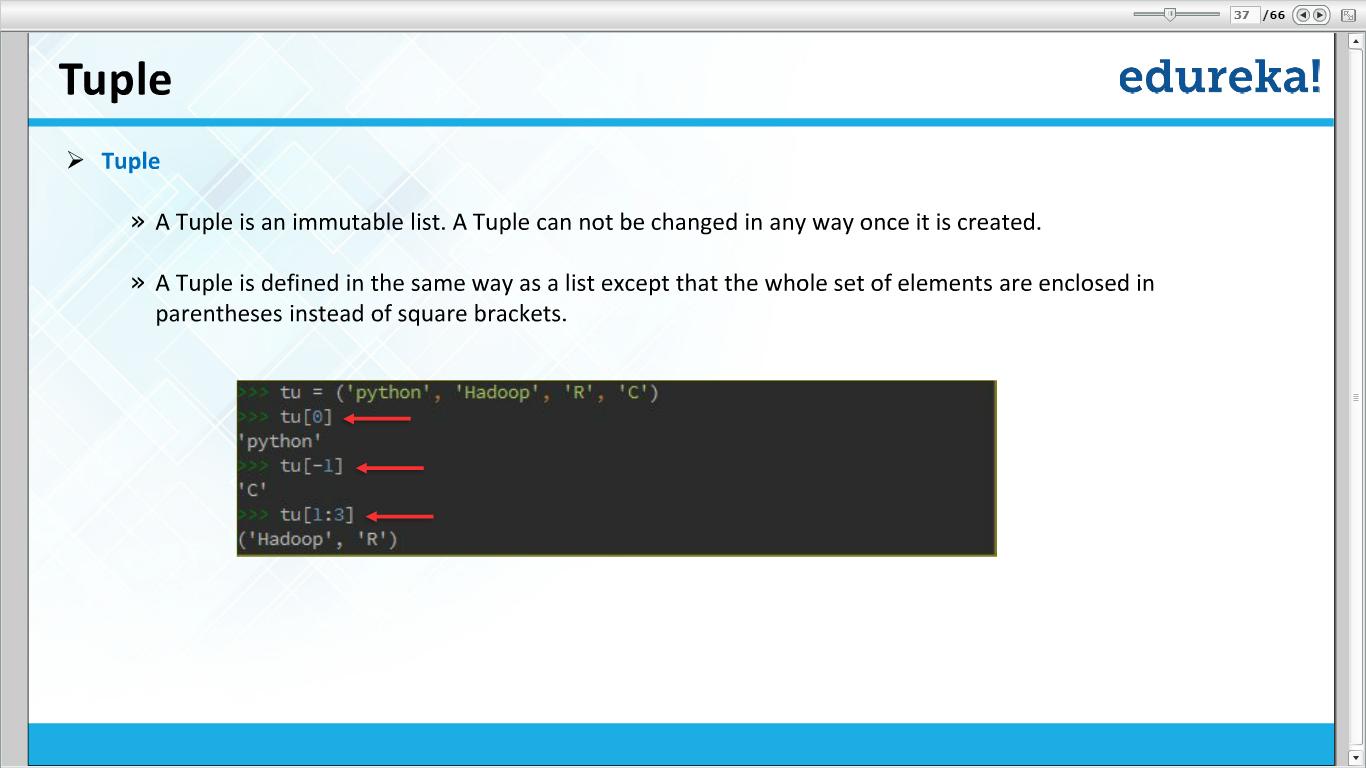 37 /66
Tuple
edureka!
➢ Tuple
» A Tuple is an immutable list. A Tuple can not be changed in any way once it is created.
» A Tuple is defined in the same way as a list except that the whole set of elements are enclosed in
parentheses instead of square brackets.
>>> tu = ('python', 'Hadoop', 'R', 'C')
>>> tu[0]
'python'
>>> tu[-1]
'C'
>>> tu[1:3]
('Hadoop', 'R')